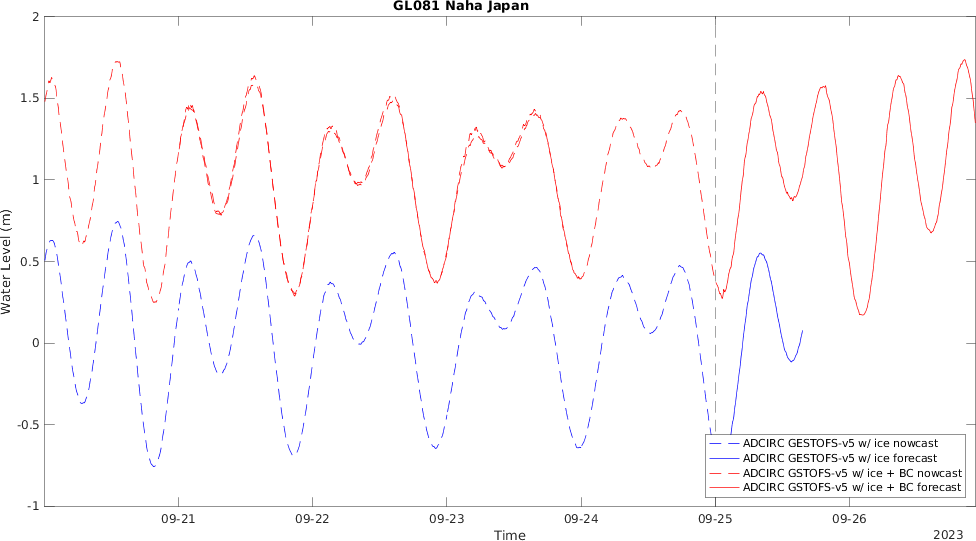 GL081 Naha Japan
2
1.5
1
0.5
0
-0.5
-1
Water Level (m)
09-21
09-22
09-23
09-24
09-25
09-26
Time
2023
ADCIRC GESTOFS-v5 w/ ice nowcast
ADCIRC GESTOFS-v5 w/ ice forecast
ADCIRC GSTOFS-v5 w/ ice + BC nowcast
ADCIRC GSTOFS-v5 w/ ice + BC forecast